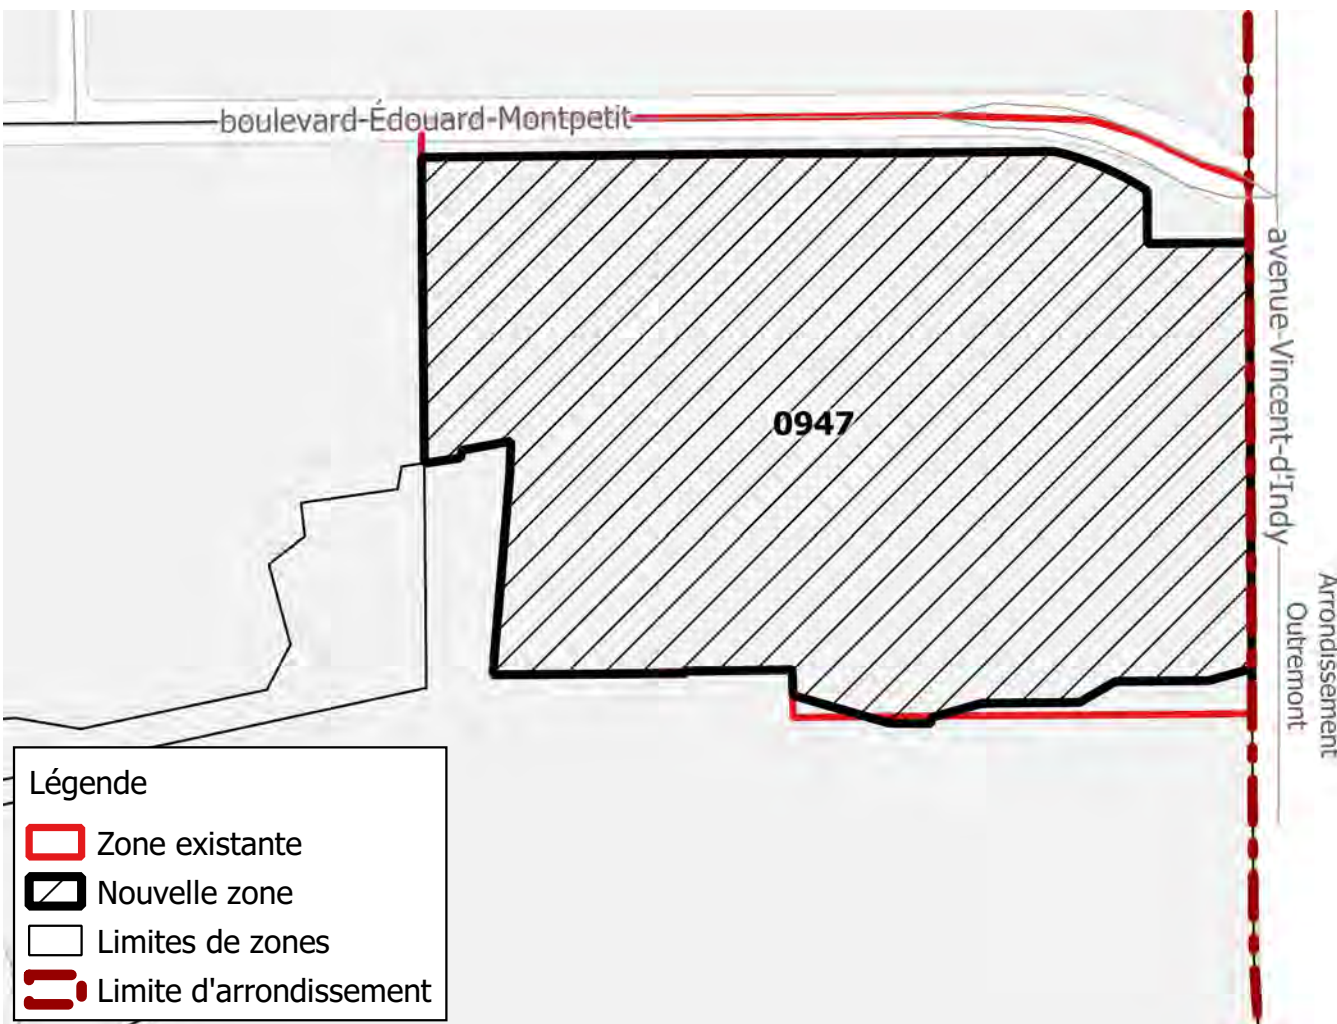 boulevard-Édouard-Montpetit
avenue-Vincent-d'Indy
0947
Arrondissement
Outremont
Légende
Zone existante
Nouvelle zone
Limites de zones
Limite d'arrondissement